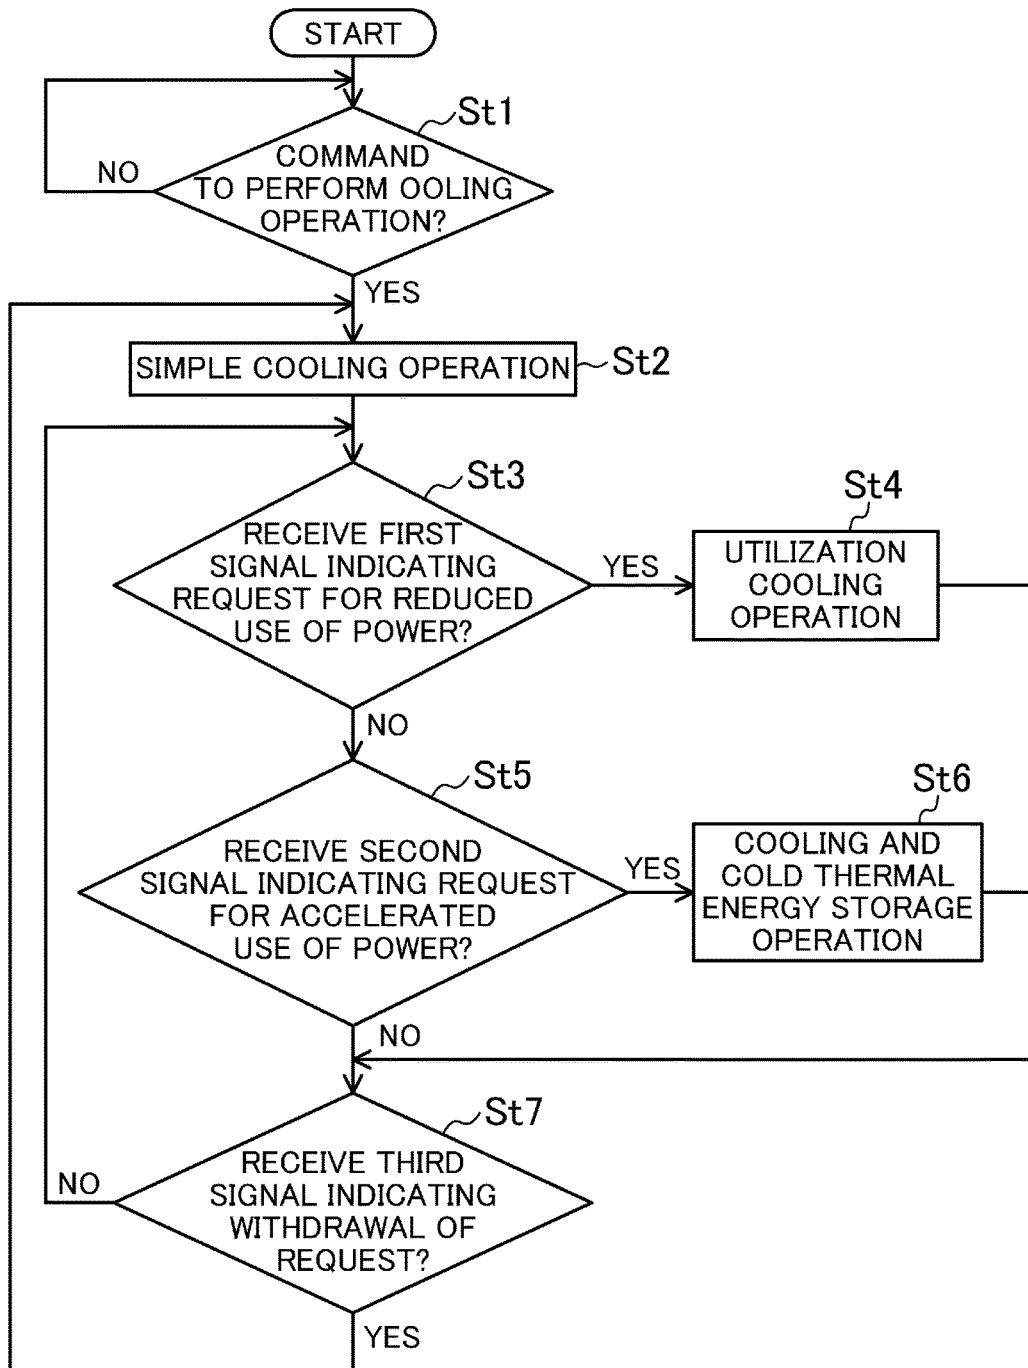 START
St1
COMMAND
TO PERFORM OOLING
OPERATION?
NO
YES
SIMPLE COOLING OPERATION
St2
St3
RECEIVE FIRST
SIGNAL INDICATING
REQUEST FOR REDUCED
USE OF POWER?
YES
St4
UTILIZATION
COOLING
OPERATION
NO
St5
RECEIVE SECOND
SIGNAL INDICATING REQUEST
FOR ACCELERATED
USE OF POWER?
YES
St6
COOLING AND
COLD THERMAL
ENERGY STORAGE
OPERATION
NO
St7
RECEIVE THIRD
SIGNAL INDICATING
WITHDRAWAL OF
REQUEST?
NO
YES